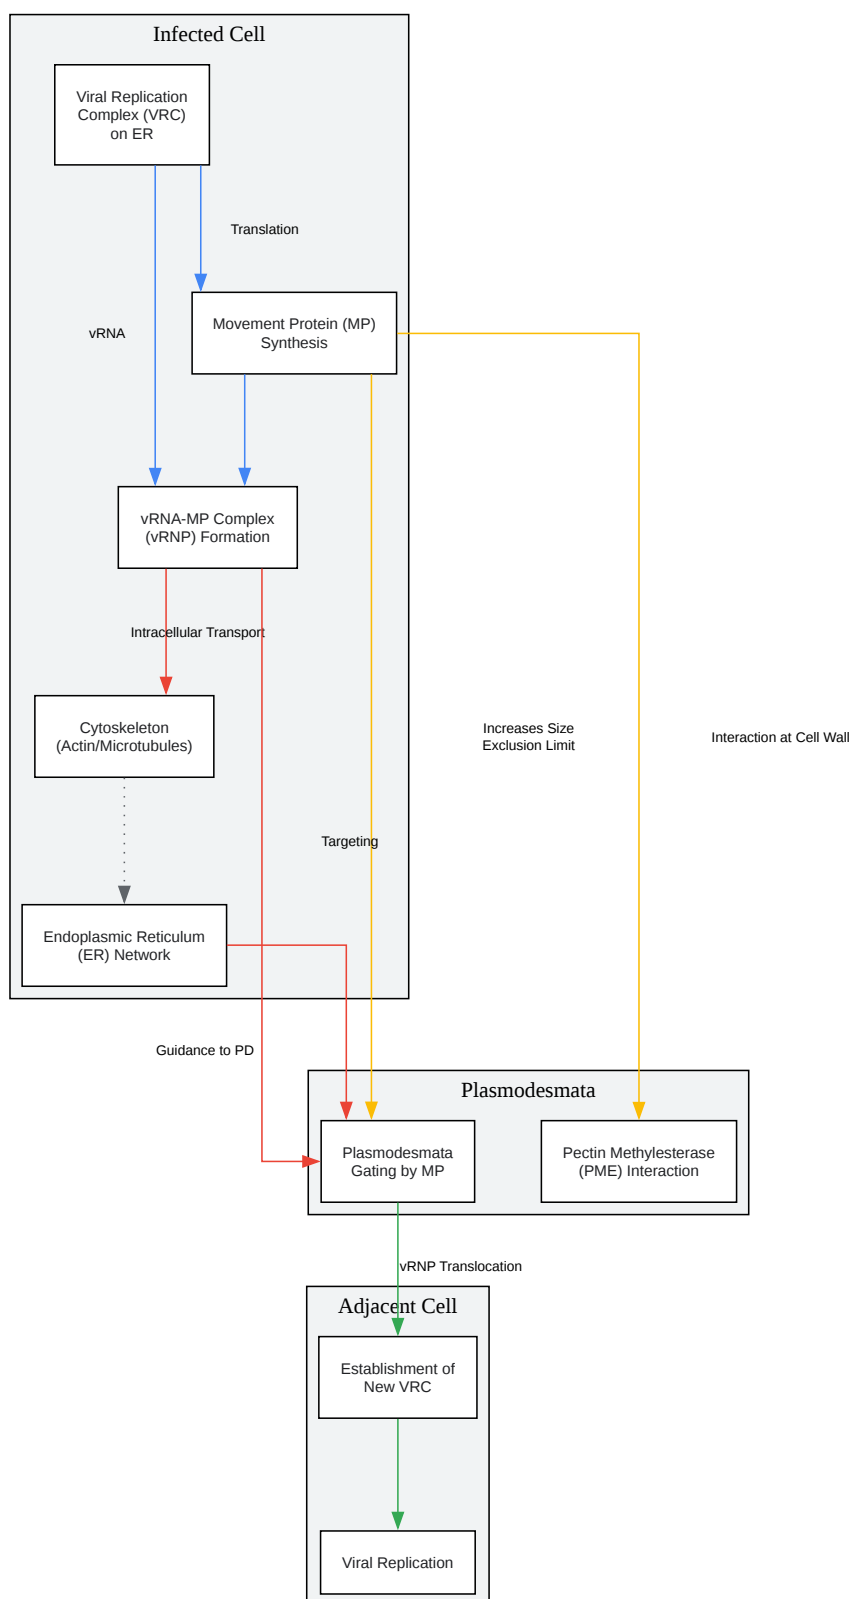 Infected Cell
Viral Replication
Complex (VRC)
on ER
Translation
vRNA
Movement Protein (MP)
Synthesis
vRNA-MP Complex
(vRNP) Formation
Intracellular Transport
Cytoskeleton
(Actin/Microtubules)
Increases Size
Exclusion Limit
Interaction at Cell Wall
Targeting
Endoplasmic Reticulum
(ER) Network
Guidance to PD
Plasmodesmata
Plasmodesmata
Gating by MP
Pectin Methylesterase
(PME) Interaction
vRNP Translocation
Adjacent Cell
Establishment of
New VRC
Viral Replication